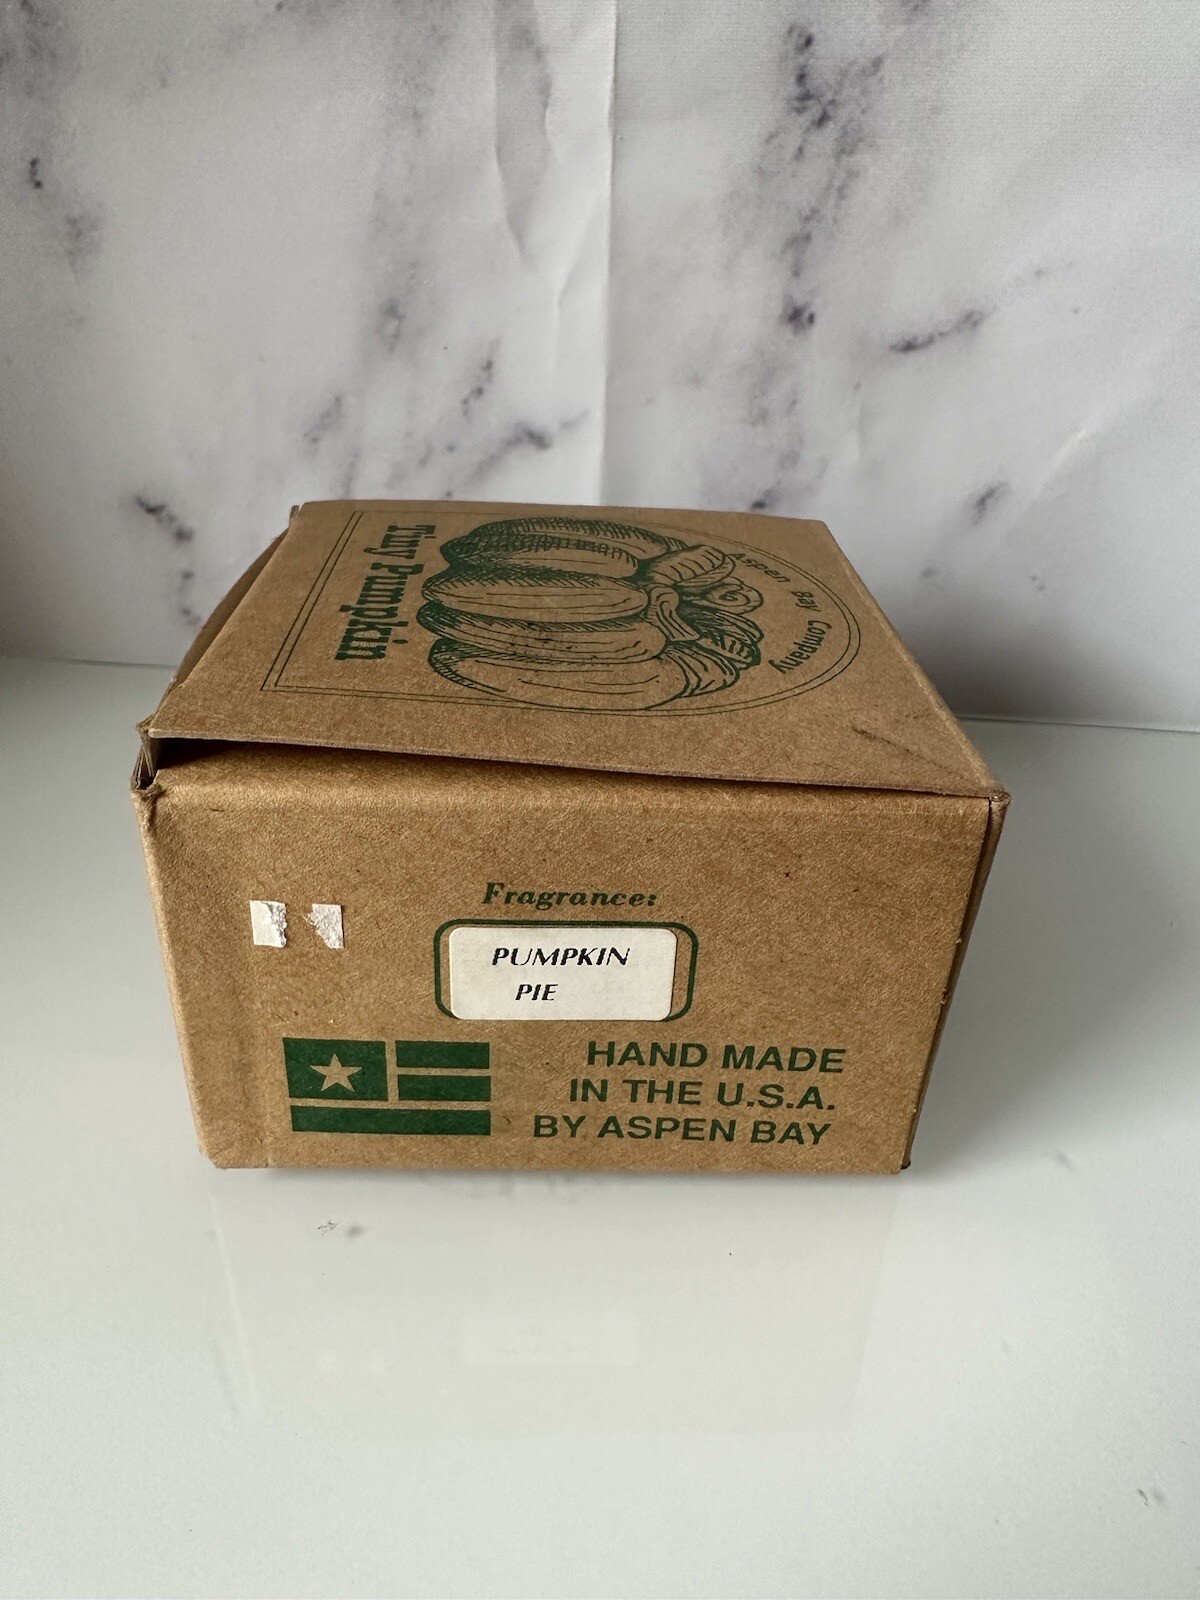 Tiny Pumpkin
Aspen Bay Company
Fragrance:
PUMPKIN
PIE
HAND MADE
IN THE U.S.A.
BY ASPEN BAY